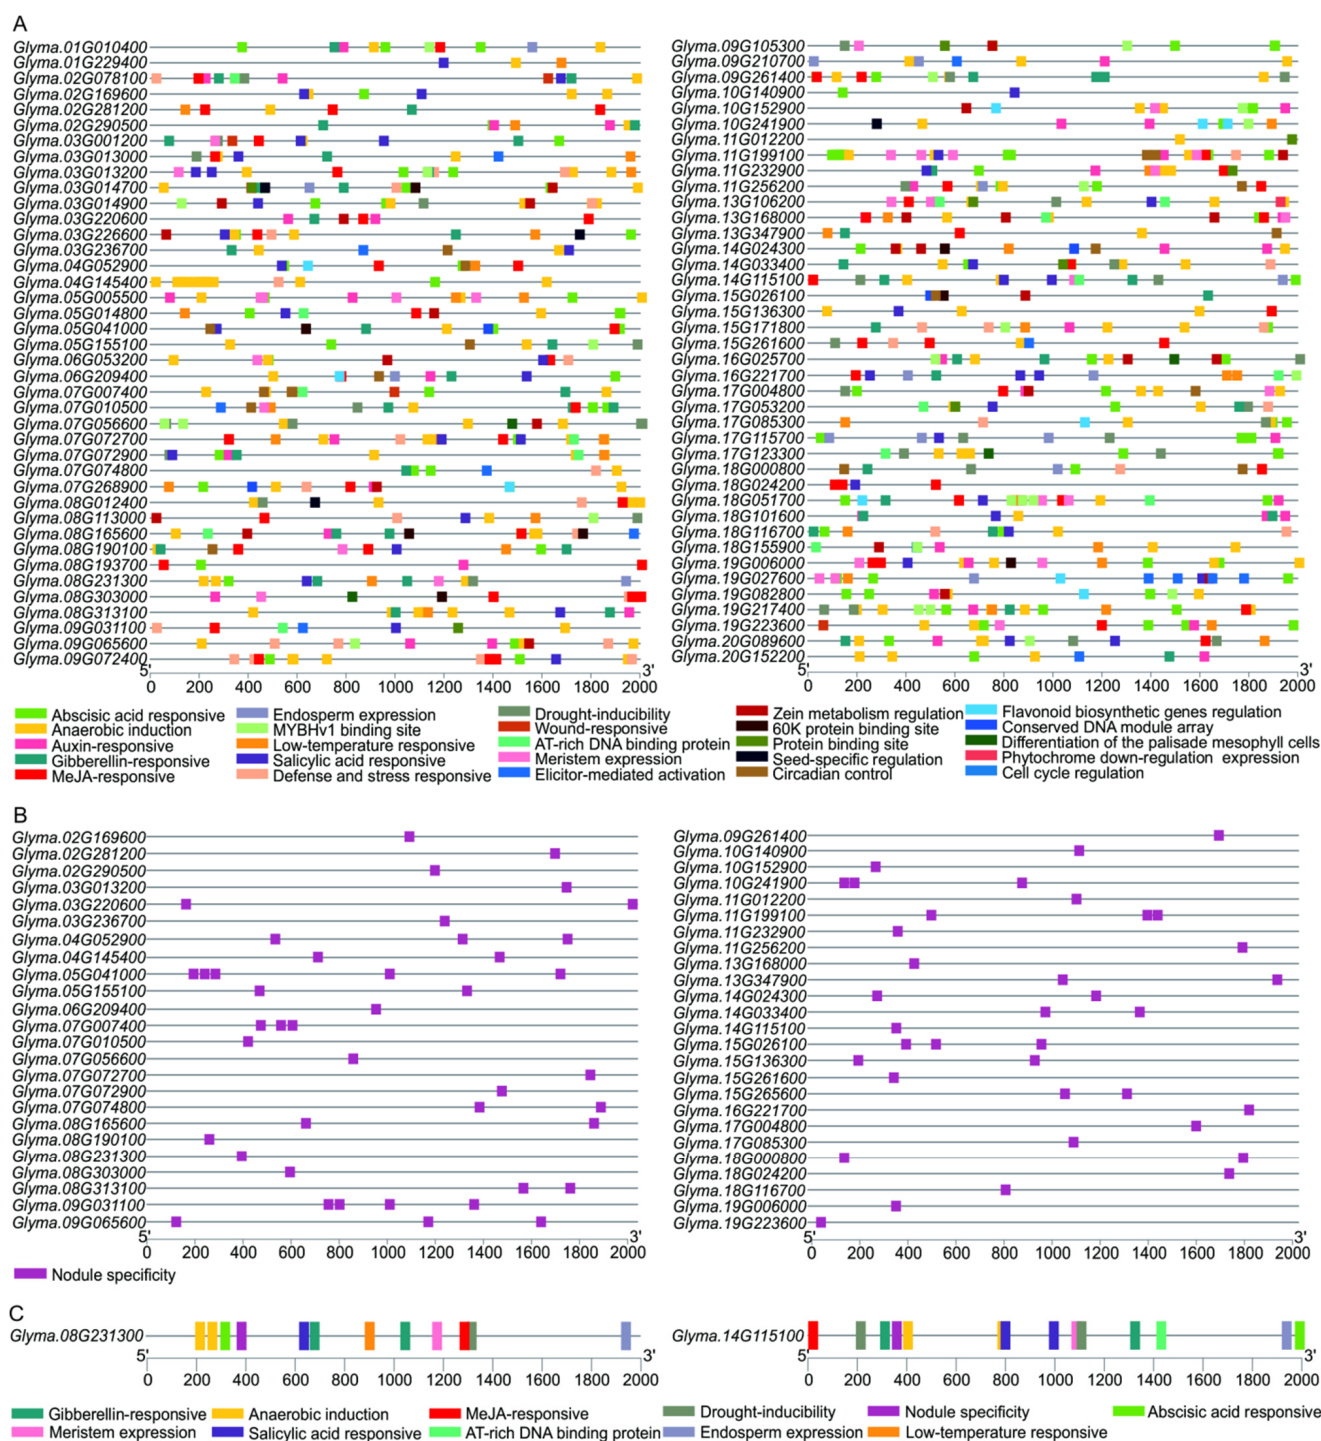 A
Glyma.01G010400
Glyma.01G229400
Glyma.02G078100
Glyma.02G169600
Glyma.02G281200
Glyma.02G290500
Glyma.03G001200
Glyma.03G013000
Glyma.03G013200
Glyma.03G014700
Glyma.03G014900
Glyma.03G220600
Glyma.03G226600
Glyma.03G236700
Glyma.04G052900
Glyma.04G145400
Glyma.05G005500
Glyma.05G014800
Glyma.05G041000
Glyma.05G155100
Glyma.06G053200
Glyma.06G209400
Glyma.07G007400
Glyma.07G010500
Glyma.07G056600
Glyma.07G072700
Glyma.07G072900
Glyma.07G074800
Glyma.07G268900
Glyma.08G012400
Glyma.08G113000
Glyma.08G165600
Glyma.08G190100
Glyma.08G193700
Glyma.08G231300
Glyma.08G303000
Glyma.08G313100
Glyma.09G031100
Glyma.09G065600
Glyma.09G072400
5' 3'
0 200 400 600 800 1000 1200 1400 1600 1800 2000
Glyma.09G105300
Glyma.09G210700
Glyma.09G261400
Glyma.10G140900
Glyma.10G152900
Glyma.10G241900
Glyma.11G012200
Glyma.11G199100
Glyma.11G232900
Glyma.11G256200
Glyma.13G106200
Glyma.13G168000
Glyma.13G347900
Glyma.14G024300
Glyma.14G033400
Glyma.14G115100
Glyma.15G026100
Glyma.15G136300
Glyma.15G171800
Glyma.15G261600
Glyma.16G025700
Glyma.16G221700
Glyma.17G004800
Glyma.17G053200
Glyma.17G085300
Glyma.17G115700
Glyma.17G123300
Glyma.18G000800
Glyma.18G024200
Glyma.18G051700
Glyma.18G101600
Glyma.18G116700
Glyma.18G155900
Glyma.19G006000
Glyma.19G027600
Glyma.19G082800
Glyma.19G217400
Glyma.19G223600
Glyma.20G089600
Glyma.20G152200
5' 3'
0 200 400 600 800 1000 1200 1400 1600 1800 2000
Abscisic acid responsive
Anaerobic induction
Auxin-responsive
Gibberellin-responsive
MeJA-responsive
Endosperm expression
MYBHv1 binding site
Low-temperature responsive
Salicylic acid responsive
Defense and stress responsive
Drought-inducibility
Wound-responsive
AT-rich DNA binding protein
Meristem expression
Elicitor-mediated activation
Zein metabolism regulation
60K protein binding site
Protein binding site
Seed-specific regulation
Circadian control
Flavonoid biosynthetic genes regulation
Conserved DNA module array
Differentiation of the palisade mesophyll cells
Phytochrome down-regulation expression
Cell cycle regulation
B
Glyma.02G169600
Glyma.02G281200
Glyma.02G290500
Glyma.03G013200
Glyma.03G220600
Glyma.03G236700
Glyma.04G052900
Glyma.04G145400
Glyma.05G041000
Glyma.05G155100
Glyma.06G209400
Glyma.07G007400
Glyma.07G010500
Glyma.07G056600
Glyma.07G072700
Glyma.07G072900
Glyma.07G074800
Glyma.08G165600
Glyma.08G190100
Glyma.08G231300
Glyma.08G303000
Glyma.08G313100
Glyma.09G031100
Glyma.09G065600
5' 3'
0 200 400 600 800 1000 1200 1400 1600 1800 2000
Glyma.09G261400
Glyma.10G140900
Glyma.10G152900
Glyma.10G241900
Glyma.11G012200
Glyma.11G199100
Glyma.11G232900
Glyma.11G256200
Glyma.13G168000
Glyma.13G347900
Glyma.14G024300
Glyma.14G033400
Glyma.14G115100
Glyma.15G026100
Glyma.15G136300
Glyma.15G261600
Glyma.15G265600
Glyma.16G221700
Glyma.17G004800
Glyma.17G085300
Glyma.18G000800
Glyma.18G024200
Glyma.18G116700
Glyma.19G006000
Glyma.19G223600
5' 3'
0 200 400 600 800 1000 1200 1400 1600 1800 2000
Nodule specificity
C
Glyma.08G231300
5' 3'
0 200 400 600 800 1000 1200 1400 1600 1800 2000
Glyma.14G115100
5' 3'
0 200 400 600 800 1000 1200 1400 1600 1800 2000
Gibberellin-responsive Anaerobic induction MeJA-responsive Drought-inducibility Nodule specificity Abscisic acid responsive
Meristem expression Salicylic acid responsive AT-rich DNA binding protein Endosperm expression Low-temperature responsive